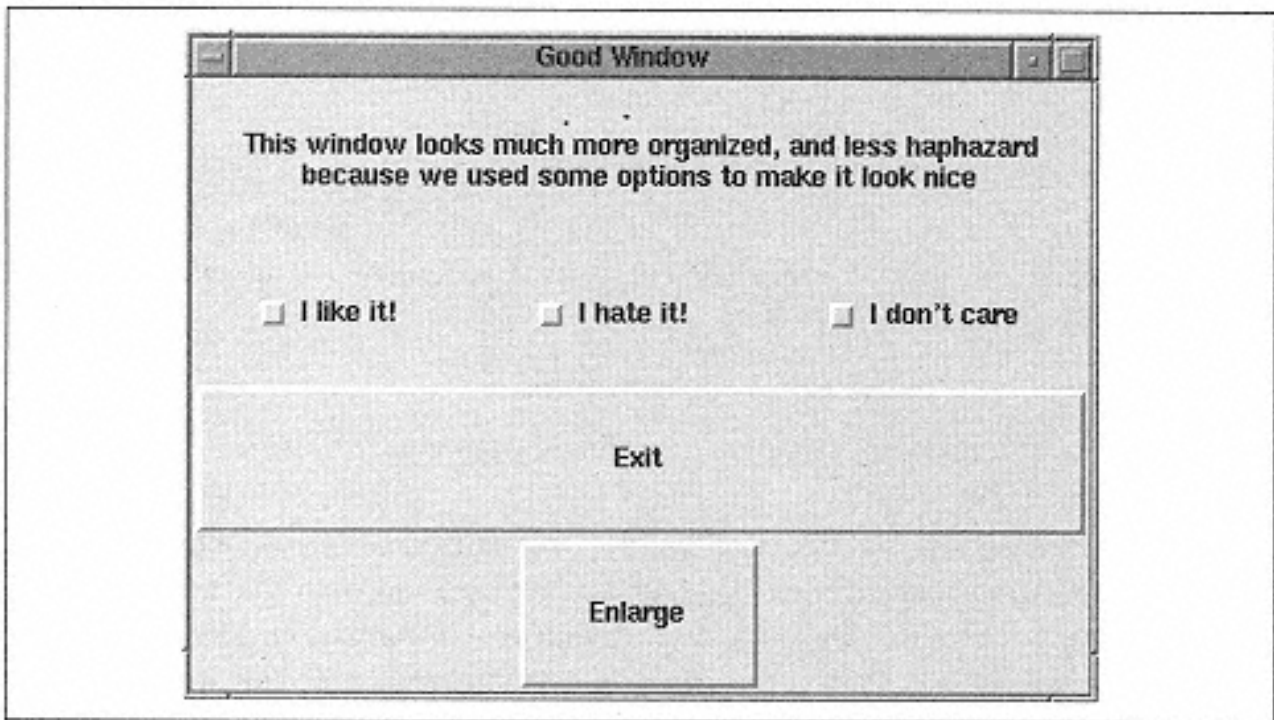 Good Window
This window looks much more organized, and less haphazard
because we used some options to make it look nice
I like it! I hate it! I don't care
Exit
Enlarge